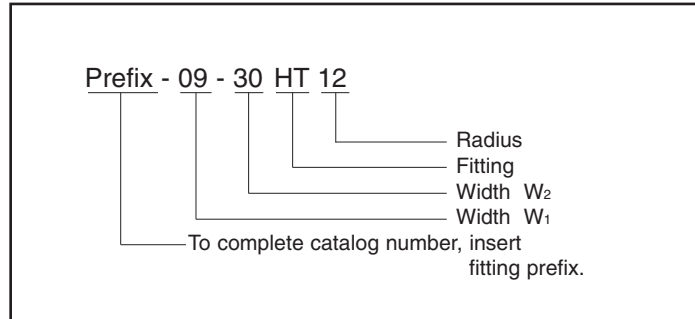 Prefix - 09 - 30 HT 12
Radius
Fitting
Width W₂
Width W₁
To complete catalog number, insert
fitting prefix.